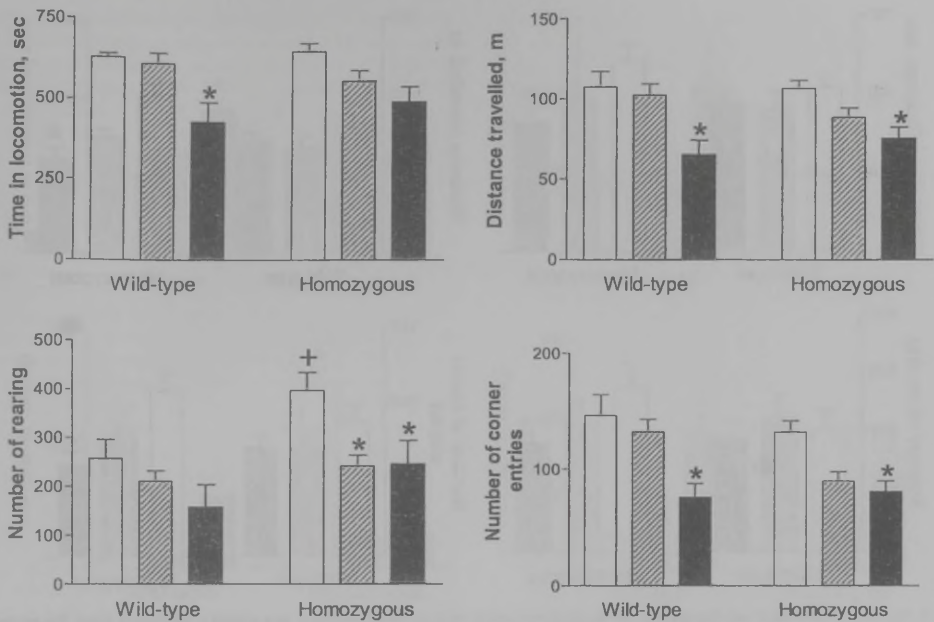 Time in locomotion, sec
750
500
250
0
*
Wild-type
Homozygous
Distance travelled, m
150
100
50
0
*
*
Wild-type
Homozygous
Number of rearing
500
400
300
200
100
0
+
*
*
Wild-type
Homozygous
Number of corner
entries
200
100
0
*
*
Wild-type
Homozygous